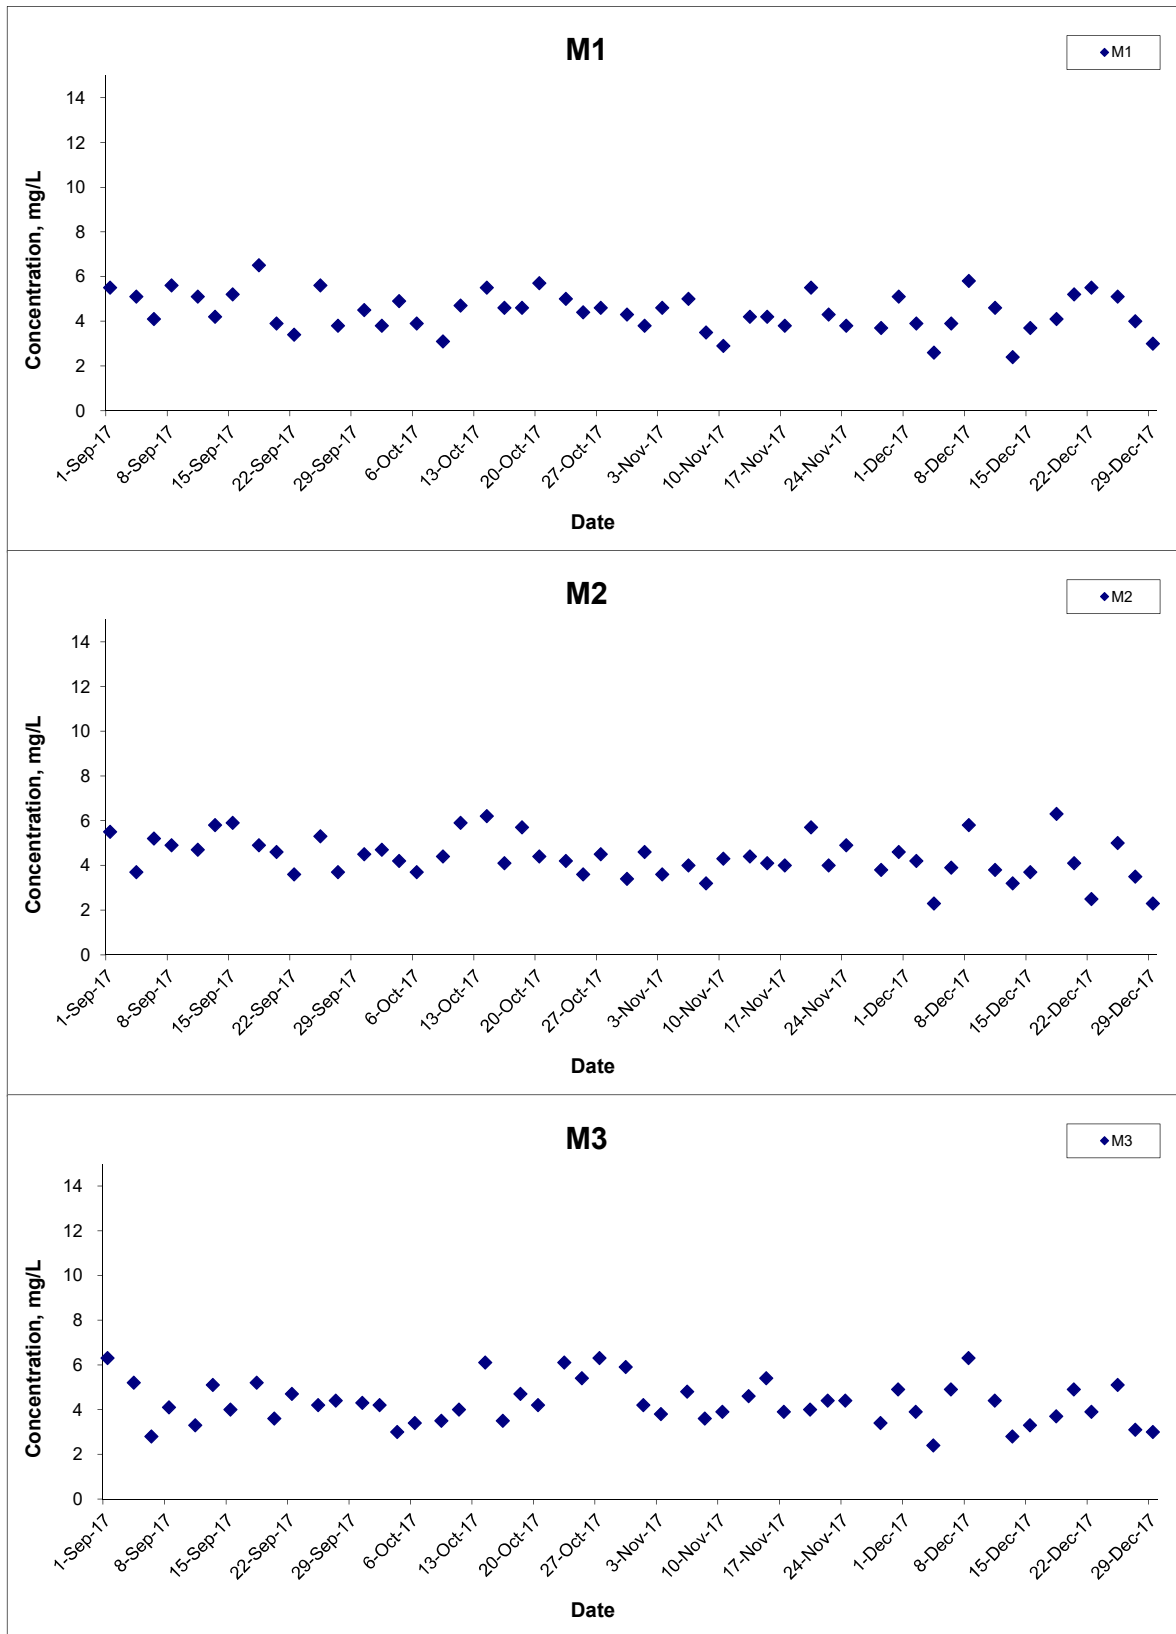 M1
M1
14
12
10
8
6
4
2
0
Concentration, mg/L
1-Sep-17 8-Sep-17 15-Sep-17 22-Sep-17 29-Sep-17 6-Oct-17 13-Oct-17 20-Oct-17 27-Oct-17 3-Nov-17 10-Nov-17 17-Nov-17 24-Nov-17 1-Dec-17 8-Dec-17 15-Dec-17 22-Dec-17 29-Dec-17
Date
M2
M2
14
12
10
8
6
4
2
0
Concentration, mg/L
1-Sep-17 8-Sep-17 15-Sep-17 22-Sep-17 29-Sep-17 6-Oct-17 13-Oct-17 20-Oct-17 27-Oct-17 3-Nov-17 10-Nov-17 17-Nov-17 24-Nov-17 1-Dec-17 8-Dec-17 15-Dec-17 22-Dec-17 29-Dec-17
Date
M3
M3
14
12
10
8
6
4
2
0
Concentration, mg/L
1-Sep-17 8-Sep-17 15-Sep-17 22-Sep-17 29-Sep-17 6-Oct-17 13-Oct-17 20-Oct-17 27-Oct-17 3-Nov-17 10-Nov-17 17-Nov-17 24-Nov-17 1-Dec-17 8-Dec-17 15-Dec-17 22-Dec-17 29-Dec-17
Date